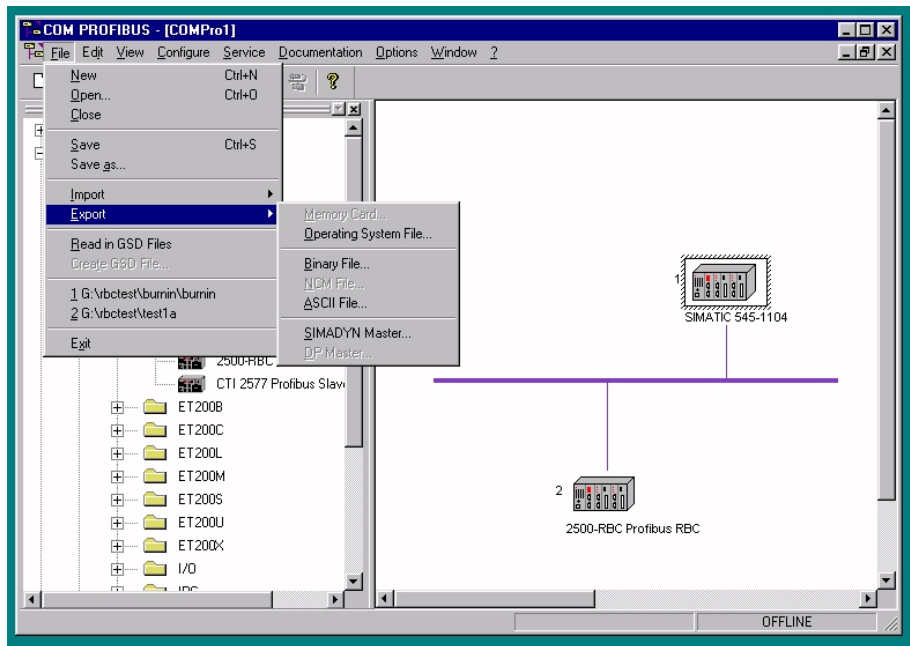 COM PROFIBUS - [COMPro1]
File Edit View Configure Service Documentation Options Window ?
New Ctrl+N
Open... Ctrl+O
Close
Save Ctrl+S
Save as...
Import
Export
Read in GSD Files
Create GSD File...
1 G:\rbctest\burnin\burnin
2 G:\rbctest\test1a
Exit
Memory Card...
Operating System File...
Binary File...
NCM File...
ASCII File...
SIMADYN Master...
DP Master...
2500-RBC
CTI 2577 Profibus Slav
ET200B
ET200C
ET200L
ET200M
ET200S
ET200U
ET200X
I/O
1
SIMATIC 545-1104
2
2500-RBC Profibus RBC
OFFLINE